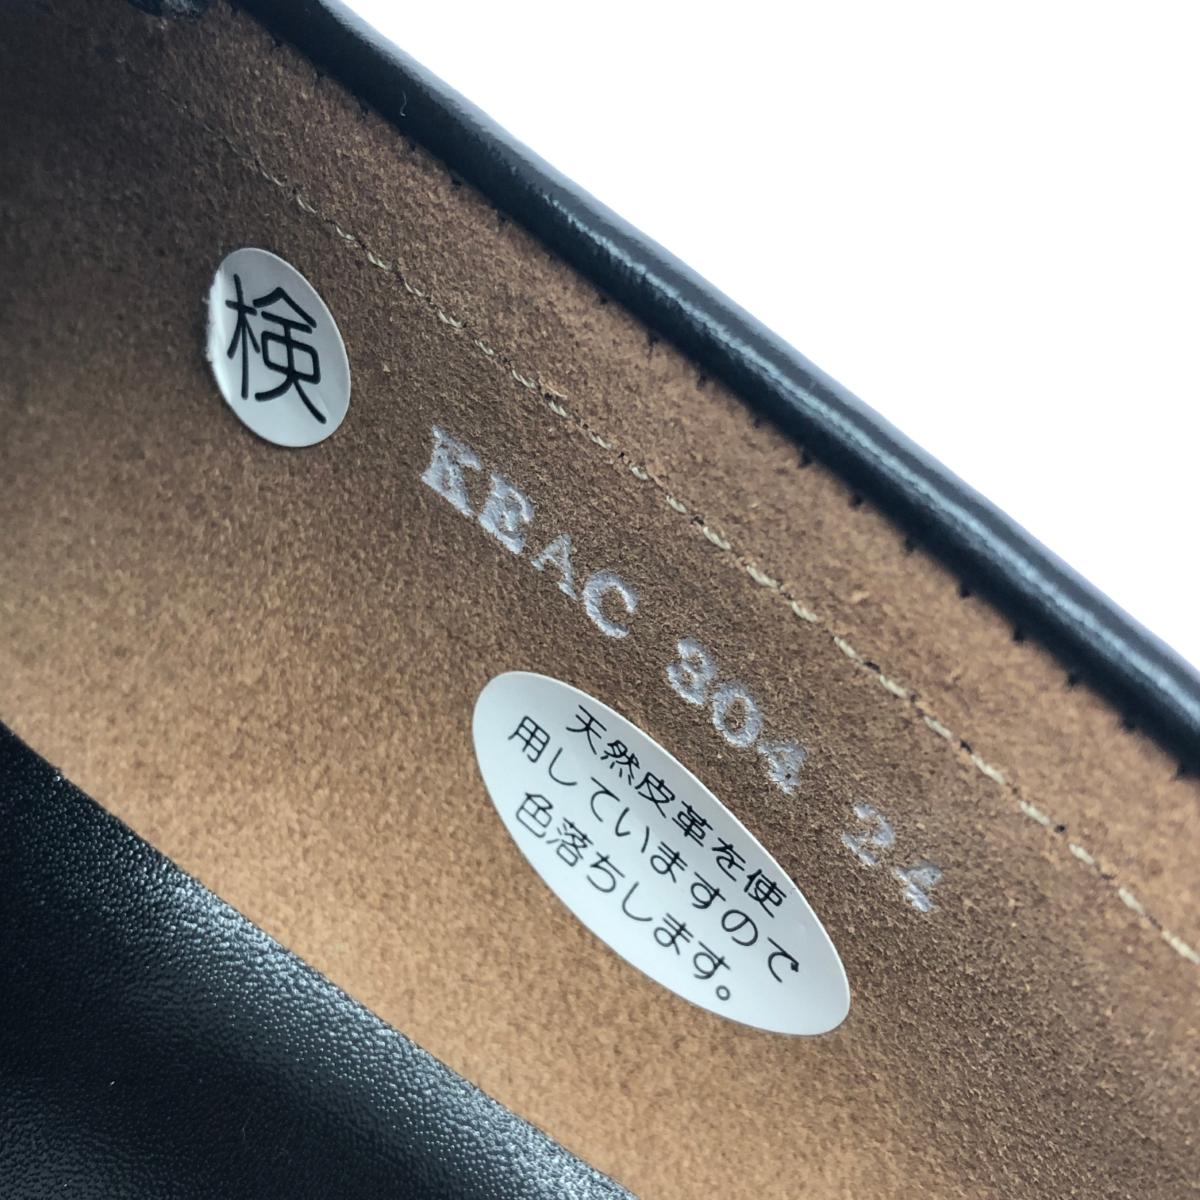 検
KEAC 304 24
天然皮革を使
用していますので
色落ちします。